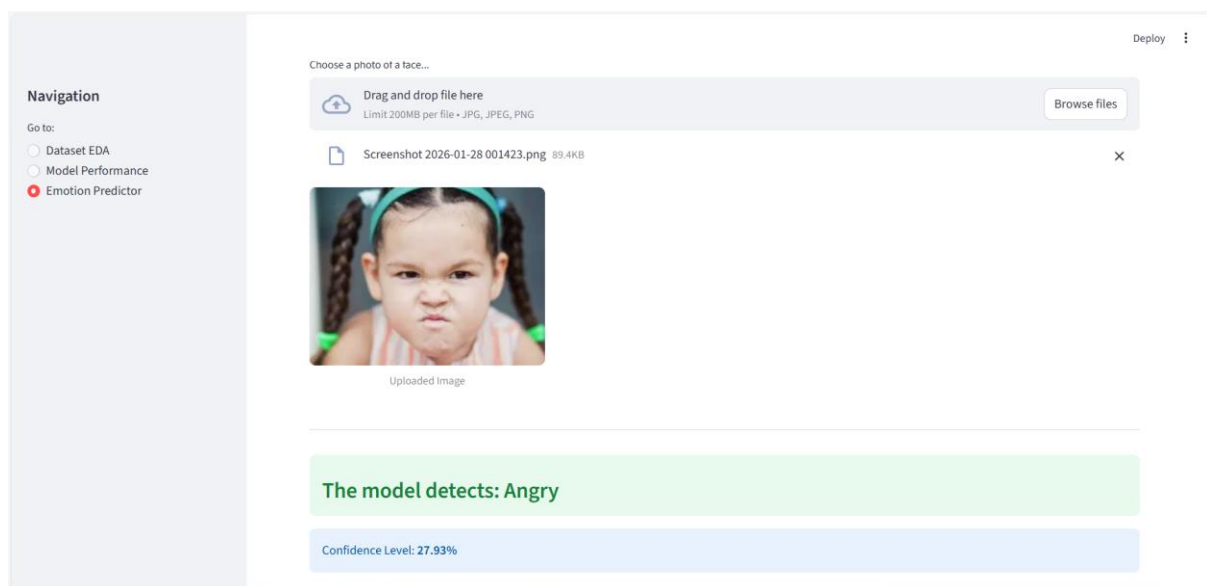 Deploy
Navigation
Go to:
Dataset EDA
Model Performance
Emotion Predictor
Choose a photo of a face...
Drag and drop file here
Limit 200MB per file • JPG, JPEG, PNG
Browse files
Screenshot 2026-01-28 001423.png 89.4KB
Uploaded Image
The model detects: Angry
Confidence Level: 27.93%